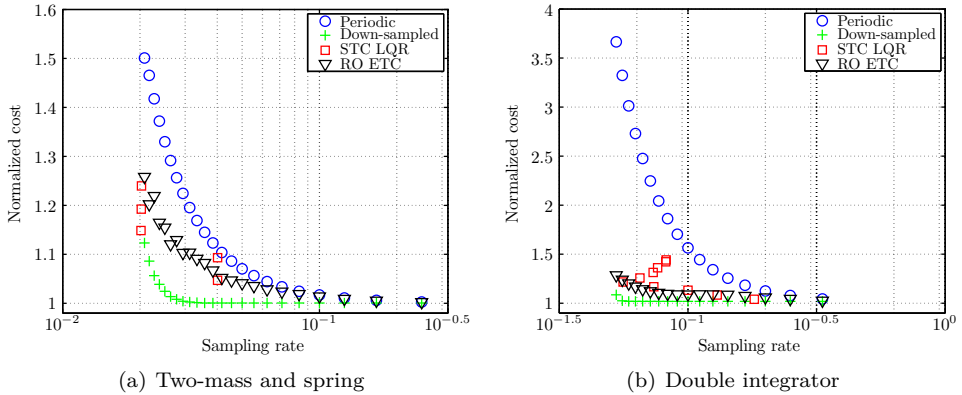 1.6
1.5
1.4
1.3
1.2
1.1
1
Normalized cost
Periodic
Down-sampled
STC LQR
RO ETC
10^−2
10^−1
10^−0.5
Sampling rate
(a) Two-mass and spring
4
3.5
3
2.5
2
1.5
1
Normalized cost
Periodic
Down-sampled
STC LQR
RO ETC
10^−1.5
10^−1
10^−0.5
10^0
Sampling rate
(b) Double integrator